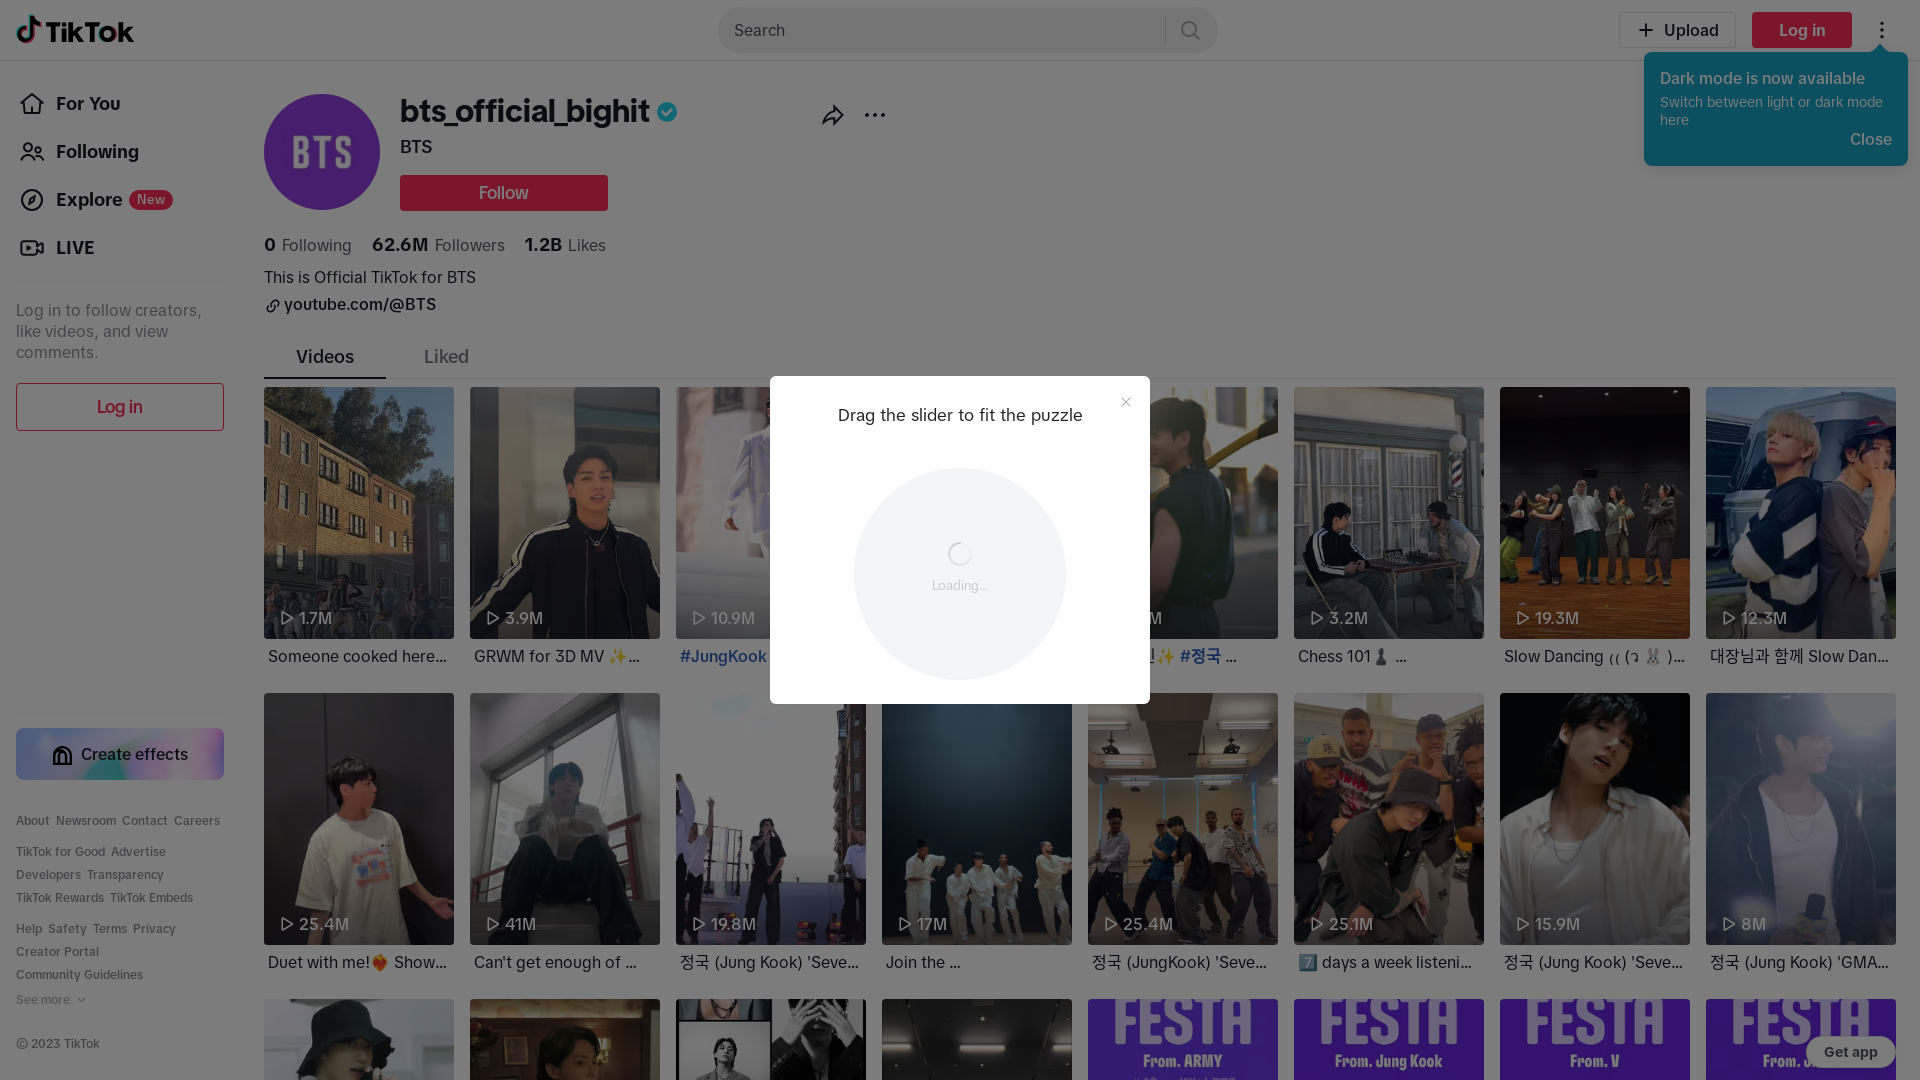 TikTok
Search
Upload
Log in
Dark mode is now available
Switch between light or dark mode
here
Close
For You
Following
Explore New
LIVE
Log in to follow creators,
like videos, and view
comments.
Log in
Create effects
About Newsroom Contact Careers
TikTok for Good Advertise
Developers Transparency
TikTok Rewards TikTok Embeds
Help Safety Terms Privacy
Creator Portal
Community Guidelines
See more
© 2023 TikTok
BTS
bts_official_bighit
BTS
Follow
0 Following 62.6M Followers 1.2B Likes
This is Official TikTok for BTS
youtube.com/@BTS
Videos Liked
Drag the slider to fit the puzzle
Loading...
1.7M
3.9M
10.9M
M
3.2M
19.3M
12.3M
Someone cooked here...
GRWM for 3D MV ✨...
#JungKook
✨ #정국 ...
Chess 101♟️ ...
Slow Dancing ₍₍ (ว 🐰 )...
대장님과 함께 Slow Dan...
25.4M
41M
19.8M
17M
25.4M
25.1M
15.9M
8M
Duet with me!❤️‍🔥 Show...
Can't get enough of ...
정국 (Jung Kook) 'Seve...
Join the ...
정국 (JungKook) 'Seve...
7️⃣ days a week listeni...
정국 (Jung Kook) 'Seve...
정국 (Jung Kook) 'GMA...
FESTA
From. ARMY
FESTA
From. Jung Kook
FESTA
From. V
FESTA
From.
Get app